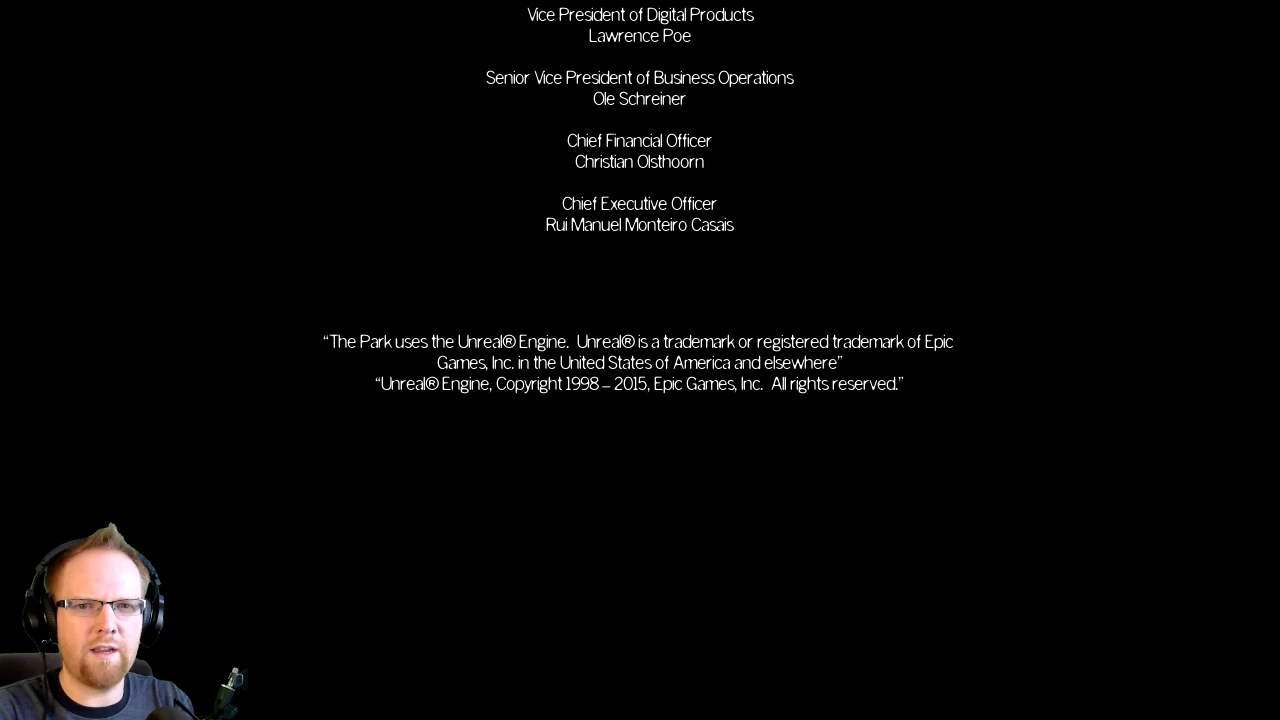 Vice President of Digital Products
Lawrence Poe
Senior Vice President of Business Operations
Ole Schreiner
Chief Financial Officer
Christian Olsthoorn
Chief Executive Officer
Rui Manuel Monteiro Casais
“The Park uses the Unreal® Engine.  Unreal® is a trademark or registered trademark of Epic
Games, Inc. in the United States of America and elsewhere”
“Unreal® Engine, Copyright 1998 – 2015, Epic Games, Inc.  All rights reserved.”